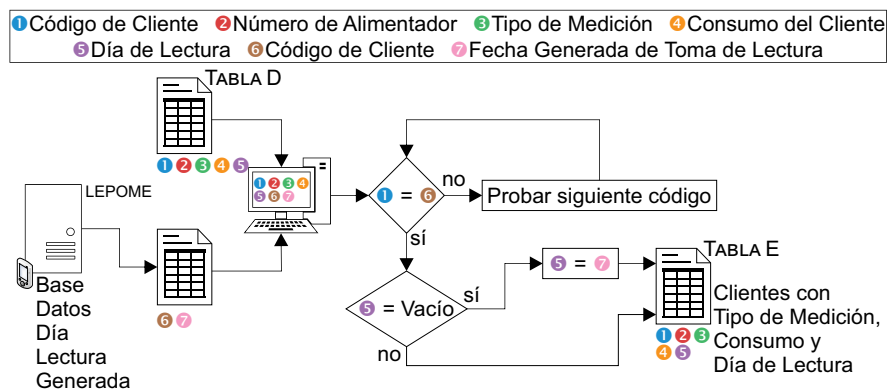 ❶Código de Cliente ❷Número de Alimentador ❸Tipo de Medición ❹Consumo del Cliente
❺Día de Lectura ❻Código de Cliente ❼Fecha Generada de Toma de Lectura
TABLA D
❶❷❸❹❺
LEPOME
Base
Datos
Día
Lectura
Generada
❻❼
❶❷❸❹
❺❻❼
❶ = ❻
no
Probar siguiente código
sí
❺ = Vacío
sí
❺ = ❼
no
TABLA E
Clientes con
Tipo de Medición,
Consumo y
Día de Lectura
❶❷❸
❹❺